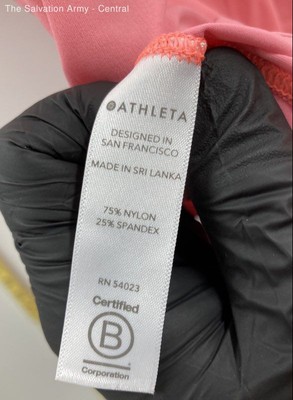 The Salvation Army - Central
ATHLETA
DESIGNED IN
SAN FRANCISCO
MADE IN SRI LANKA
75% NYLON
25% SPANDEX
RN 54023
Certified
B
Corporation